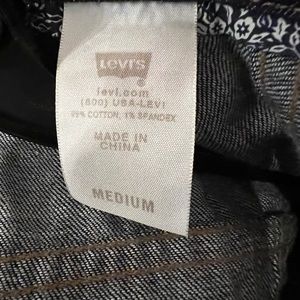 LEVI'S
levi.com
(800) USA-LEVI
99% COTTON, 1% SPANDEX
MADE IN
CHINA
MEDIUM